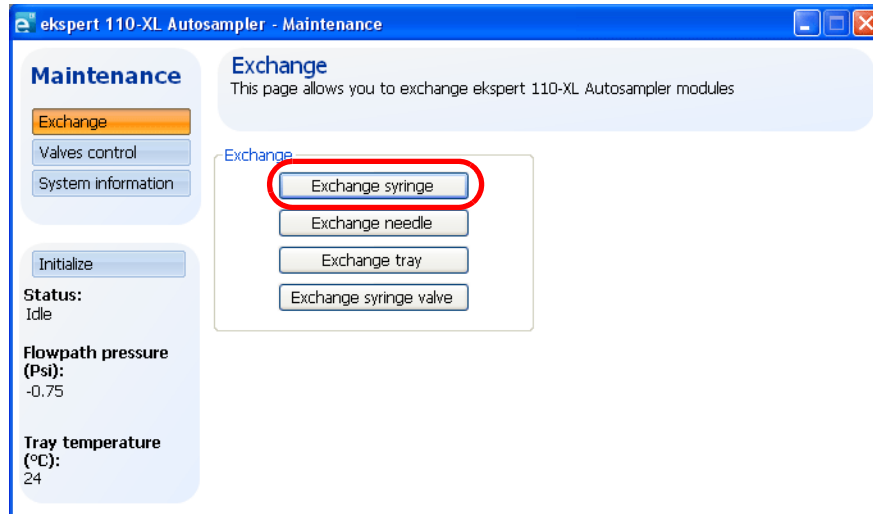 ekspert 110-XL Autosampler - Maintenance
Maintenance
Exchange
Valves control
System information
Initialize
Status:
Idle
Flowpath pressure
(Psi):
-0.75
Tray temperature
(°C):
24
Exchange
This page allows you to exchange ekspert 110-XL Autosampler modules
Exchange
Exchange syringe
Exchange needle
Exchange tray
Exchange syringe valve